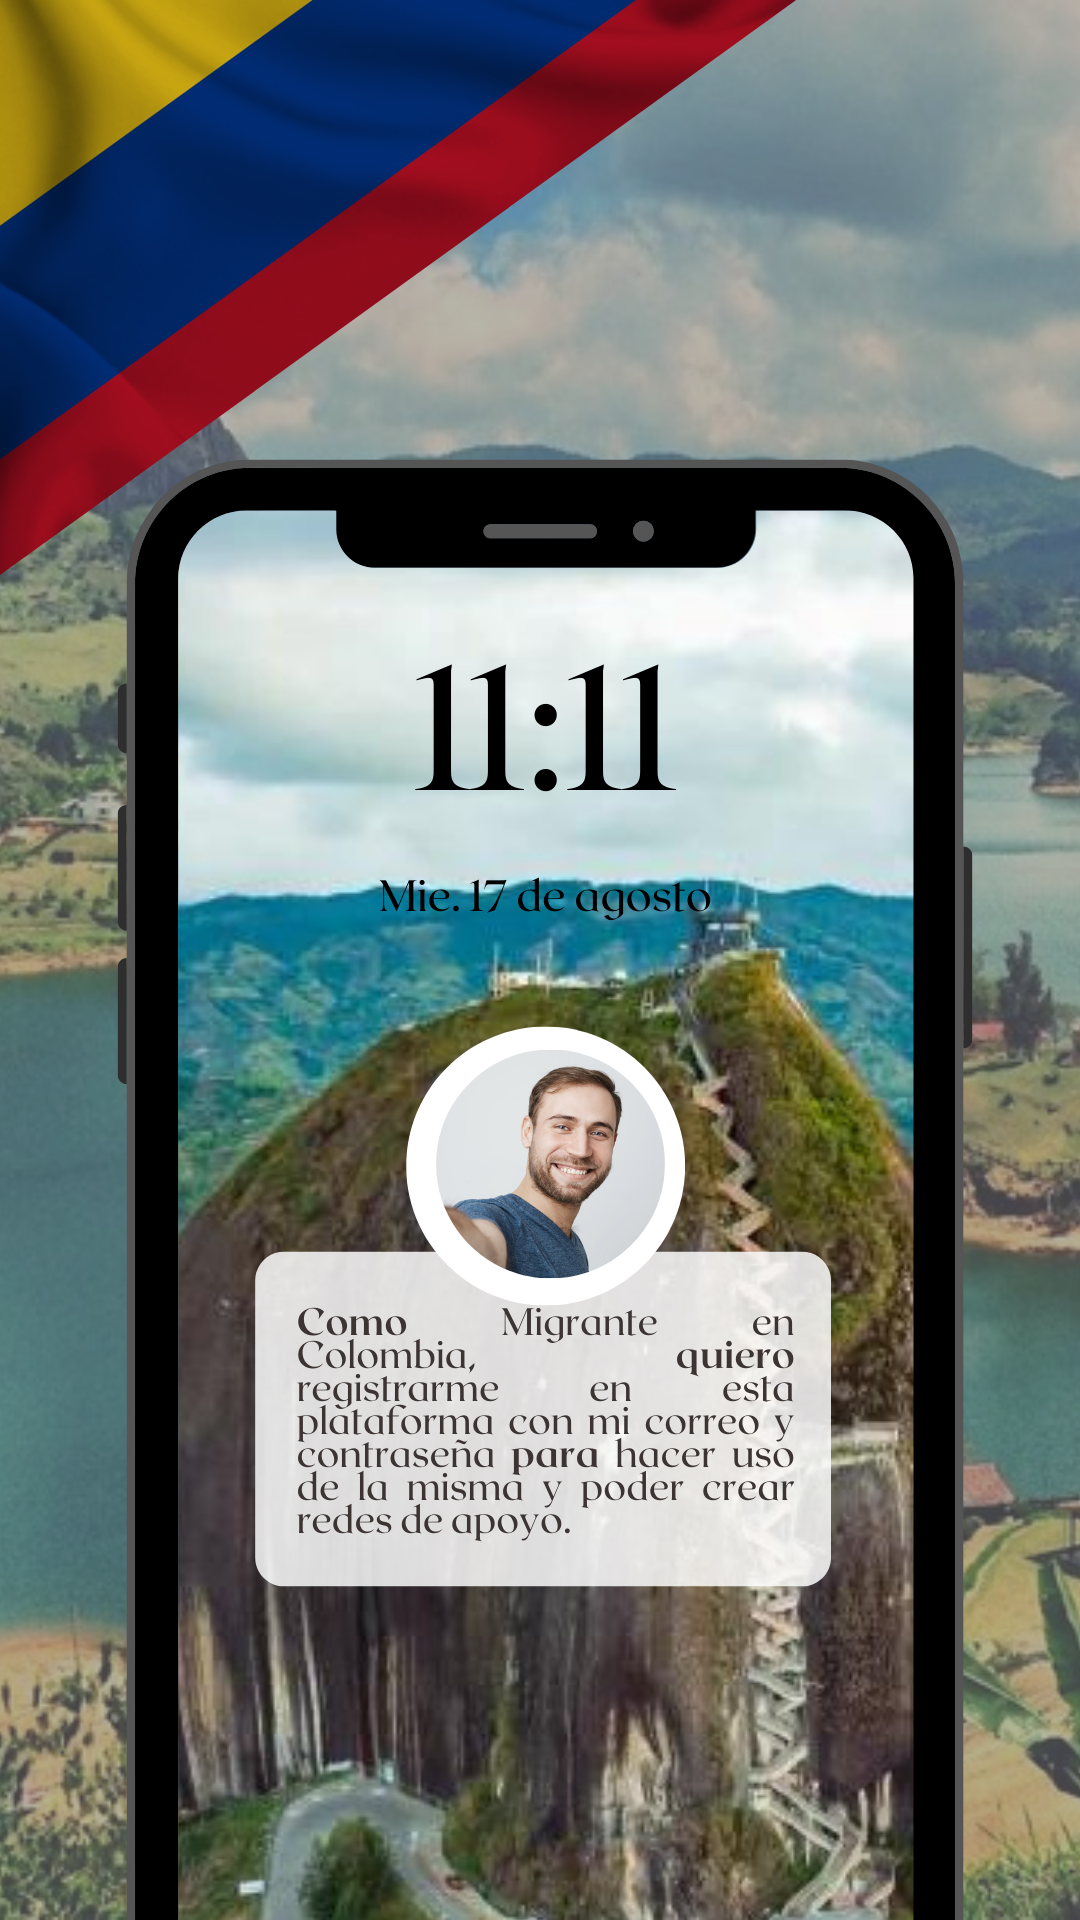 11:11
Mie. 17 de agosto
Como Migrante en
Colombia, quiero
registrarme en esta
plataforma con mi correo y
contraseña para hacer uso
de la misma y poder crear
redes de apoyo.